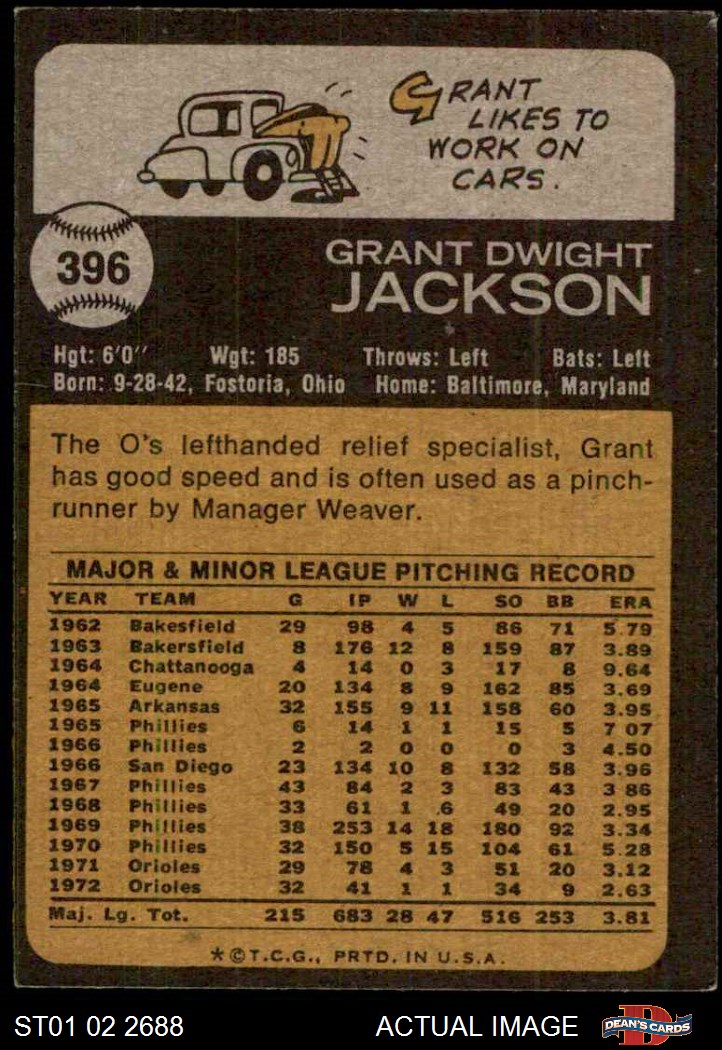 GRANT
LIKES TO
WORK ON
CARS.
396
GRANT DWIGHT
JACKSON
Hgt: 6'0" Wgt: 185 Throws: Left Bats: Left
Born: 9-28-42, Fostoria, Ohio Home: Baltimore, Maryland
The O's lefthanded relief specialist, Grant
has good speed and is often used as a pinch-
runner by Manager Weaver.
MAJOR & MINOR LEAGUE PITCHING RECORD
YEAR TEAM G IP W L SO BB ERA
1962 Bakesfield 29 98 4 5 86 71 5.79
1963 Bakersfield 8 176 12 8 159 87 3.89
1964 Chattanooga 4 14 0 3 17 8 9.64
1964 Eugene 20 134 8 9 162 85 3.69
1965 Arkansas 32 155 9 11 158 60 3.95
1965 Phillies 6 14 1 1 15 5 7 07
1966 Phillies 2 2 0 0 0 3 4.50
1966 San Diego 23 134 10 8 132 58 3.96
1967 Phillies 43 84 2 3 83 43 3 86
1968 Phillies 33 61 1 .6 49 20 2.95
1969 Phillies 38 253 14 18 180 92 3.34
1970 Phillies 32 150 5 15 104 61 5.28
1971 Orioles 29 78 4 3 51 20 3.12
1972 Orioles 32 41 1 1 34 9 2.63
Maj. Lg. Tot. 215 683 28 47 516 253 3.81
*©T.C.G., PRTD. IN U.S.A.
ST01 02 2688 ACTUAL IMAGE DEAN'S CARDS